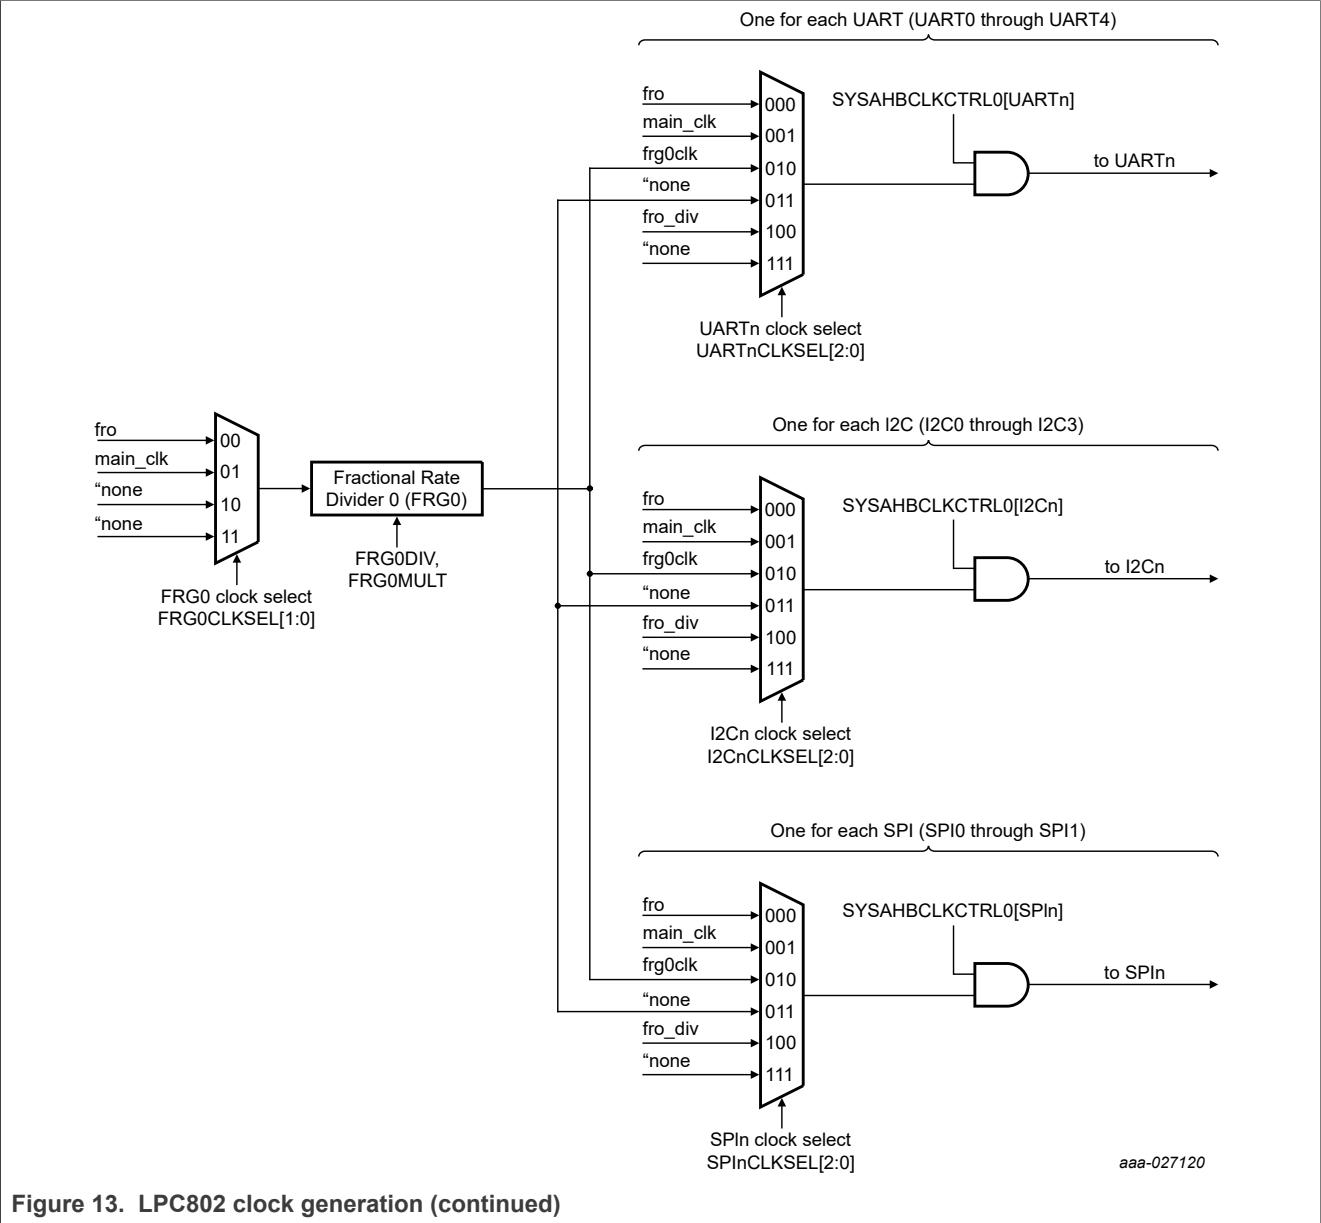 One for each UART (UART0 through UART4)
fro
000
main_clk
001
frg0clk
010
“none
011
fro_div
100
“none
111
SYSAHBCLKCTRL0[UARTn]
to UARTn
UARTn clock select
UARTnCLKSEL[2:0]
fro
00
main_clk
01
“none
10
“none
11
FRG0 clock select
FRG0CLKSEL[1:0]
Fractional Rate
Divider 0 (FRG0)
FRG0DIV,
FRG0MULT
One for each I2C (I2C0 through I2C3)
fro
000
main_clk
001
frg0clk
010
“none
011
fro_div
100
“none
111
SYSAHBCLKCTRL0[I2Cn]
to I2Cn
I2Cn clock select
I2CnCLKSEL[2:0]
One for each SPI (SPI0 through SPI1)
fro
000
main_clk
001
frg0clk
010
“none
011
fro_div
100
“none
111
SYSAHBCLKCTRL0[SPIn]
to SPIn
SPIn clock select
SPInCLKSEL[2:0]
aaa-027120
Figure 13. LPC802 clock generation (continued)